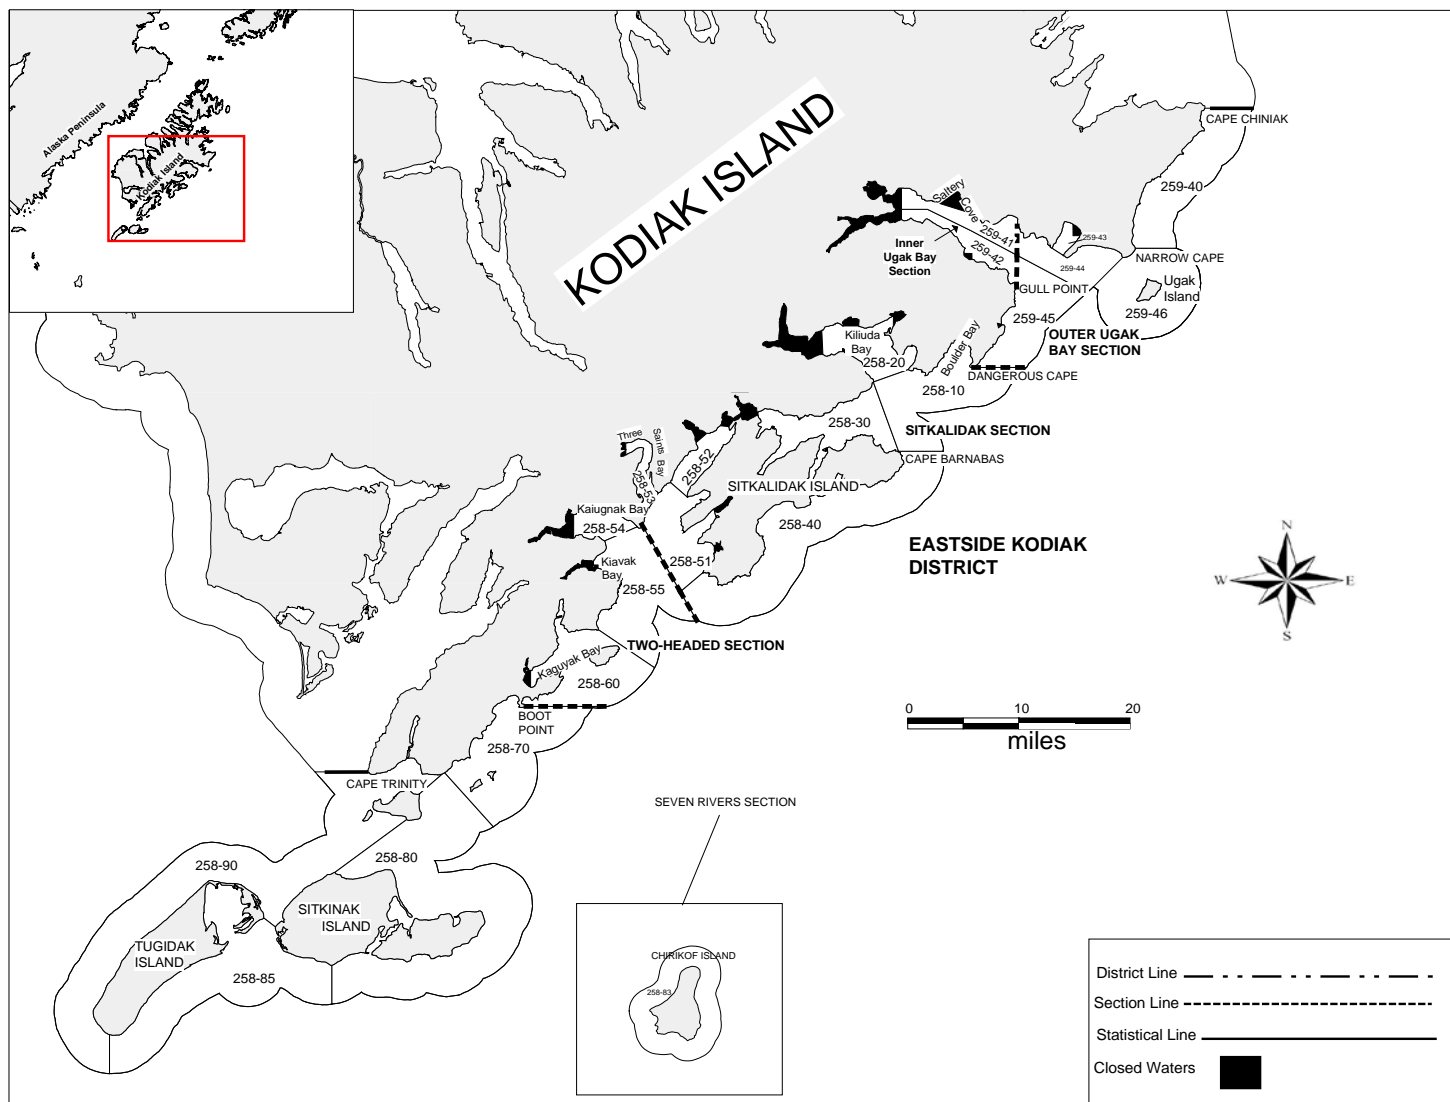 Alaska Peninsula
Kodiak Island
KODIAK ISLAND
CAPE CHINIAK
259-40
Saltery
Cove
259-41
259-42
259-43
259-44
Inner
Ugak Bay
Section
NARROW CAPE
GULL POINT
Ugak
Island
259-46
259-45
OUTER UGAK
BAY SECTION
Kiliuda
Bay
258-20
Boulder Bay
DANGEROUS CAPE
258-10
258-30
SITKALIDAK SECTION
CAPE BARNABAS
Three
Saints Bay
258-53
258-52
SITKALIDAK ISLAND
258-40
Kaiugnak Bay
258-54
258-51
Kiavak
Bay
258-55
EASTSIDE KODIAK
DISTRICT
N
W
E
S
TWO-HEADED SECTION
Kaguyak Bay
258-60
BOOT
POINT
258-70
0
10
20
miles
CAPE TRINITY
SEVEN RIVERS SECTION
258-90
258-80
SITKINAK
ISLAND
TUGIDAK
ISLAND
258-85
CHIRIKOF ISLAND
258-83
District Line
Section Line
Statistical Line
Closed Waters